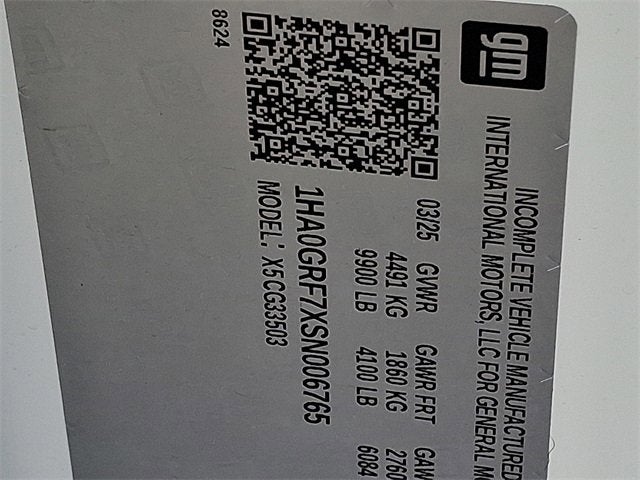 gm
INCOMPLETE VEHICLE MANUFACTURED
INTERNATIONAL MOTORS, LLC FOR GENERAL
03/25 GVWR GAWR FRT
4491 KG 1860 KG 2760
9900 LB 4100 LB 6084
1HA0GRF7XSN006765
MODEL: X5CG33503
8624